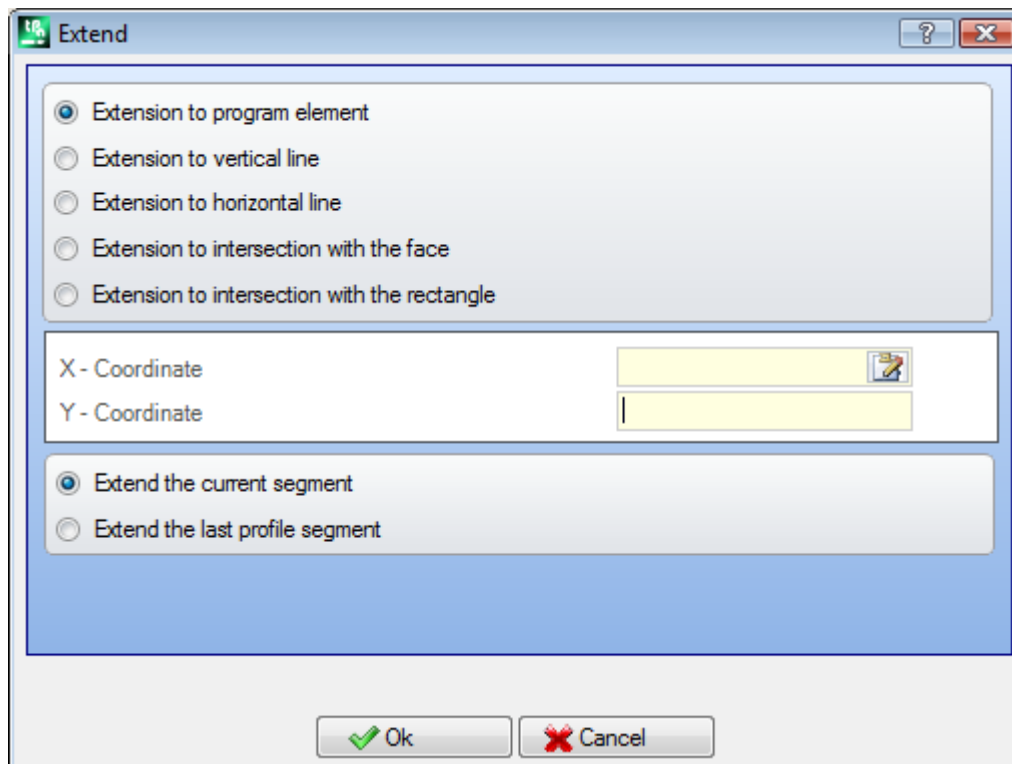 Extend
Extension to program element
Extension to vertical line
Extension to horizontal line
Extension to intersection with the face
Extension to intersection with the rectangle
X - Coordinate
Y - Coordinate
Extend the current segment
Extend the last profile segment
Ok Cancel